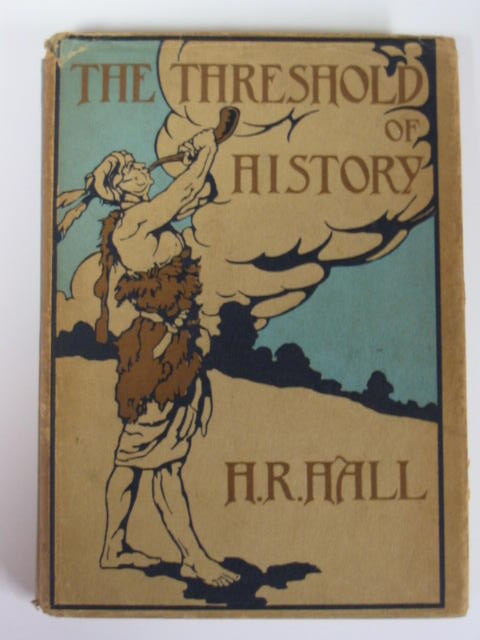 THE THRESHOLD
OF
HISTORY
H.R.HALL